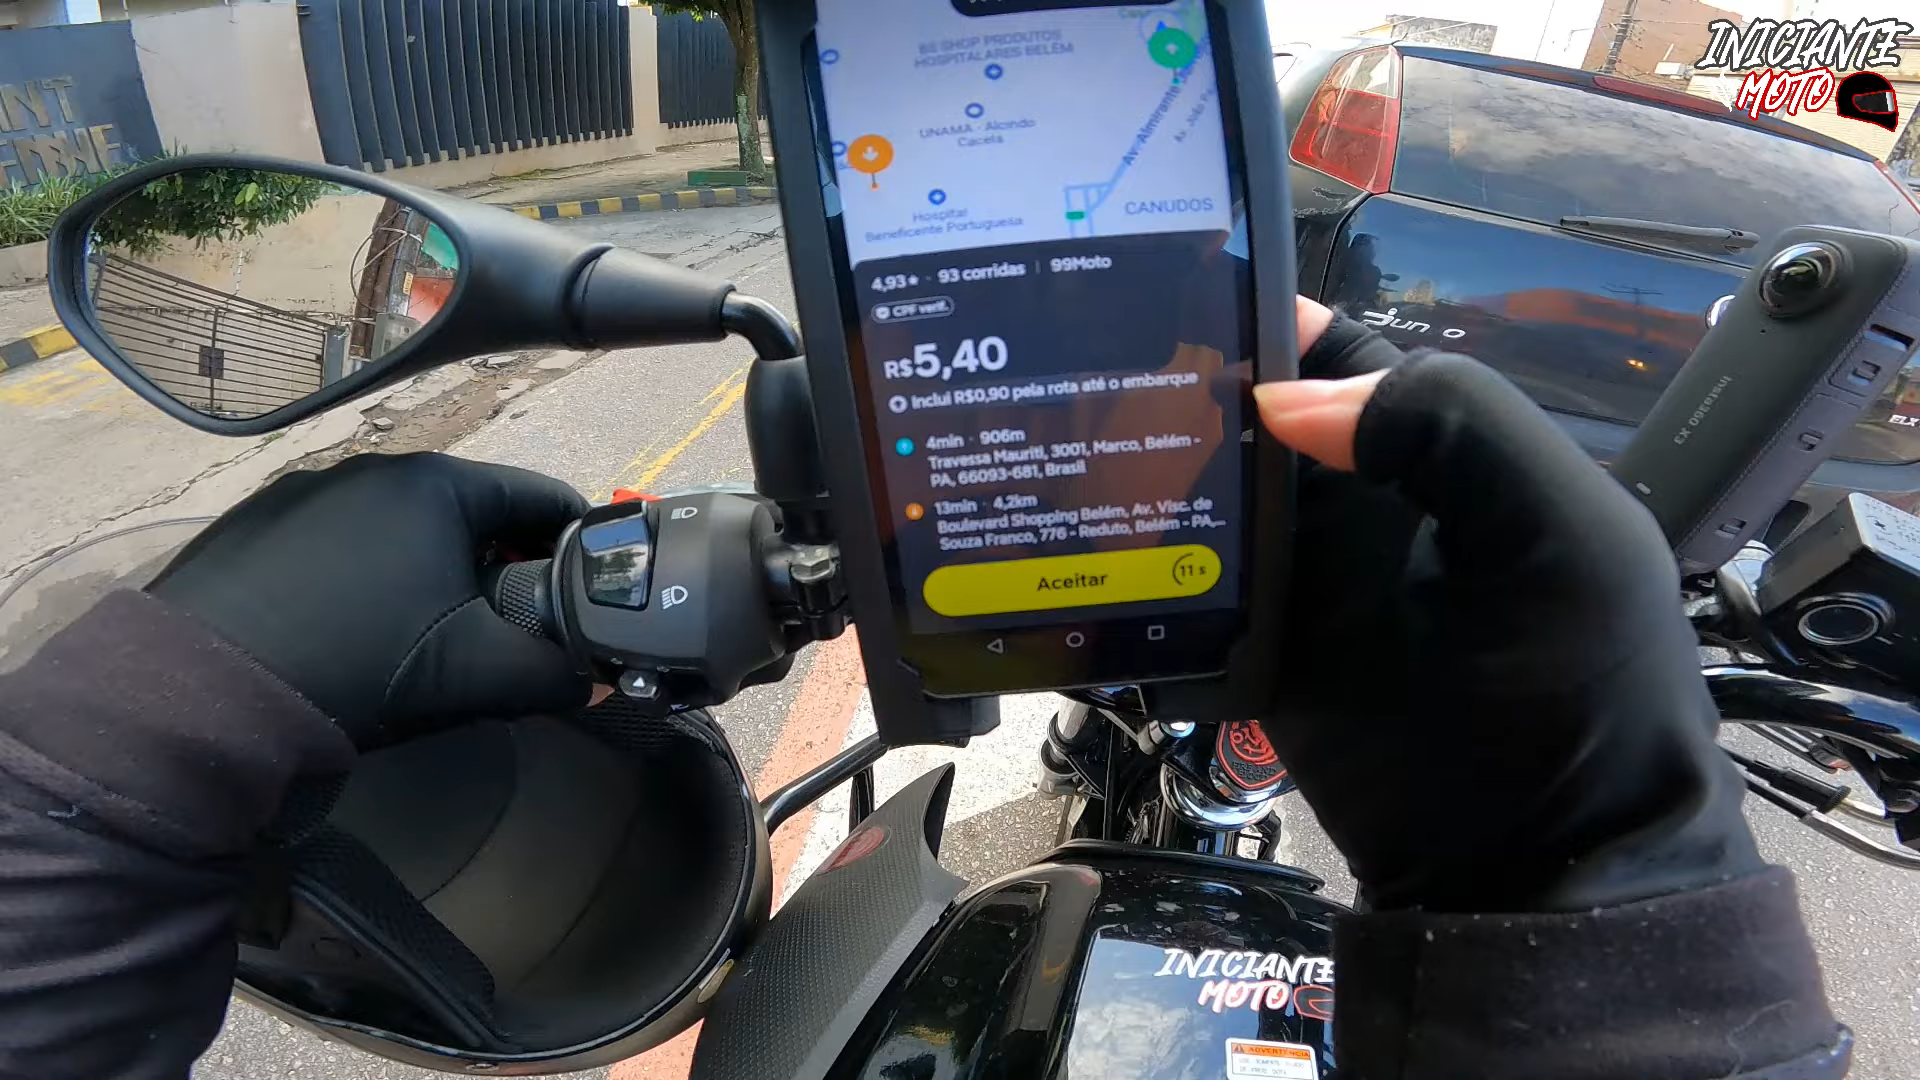 INICIANTE
MOTO
BS SHOP PRODUTOS
HOSPITALARES BELÉM
UNAMA - Alcindo
Cacela
Av. Almirante
Hospital
Beneficente Portuguesa
CANUDOS
4,93★ · 93 corridas | 99Moto
CPF verif.
R$5,40
Inclui R$0,90 pela rota até o embarque
4min · 906m
Travessa Mauriti, 3001, Marco, Belém -
PA, 66093-681, Brasil
13min · 4,2km
Boulevard Shopping Belém, Av. Visc. de
Souza Franco, 776 - Reduto, Belém - PA,...
Aceitar
11 s
Insta360 X3
ELX
INICIANTE
MOTO
ADVERTENCIA